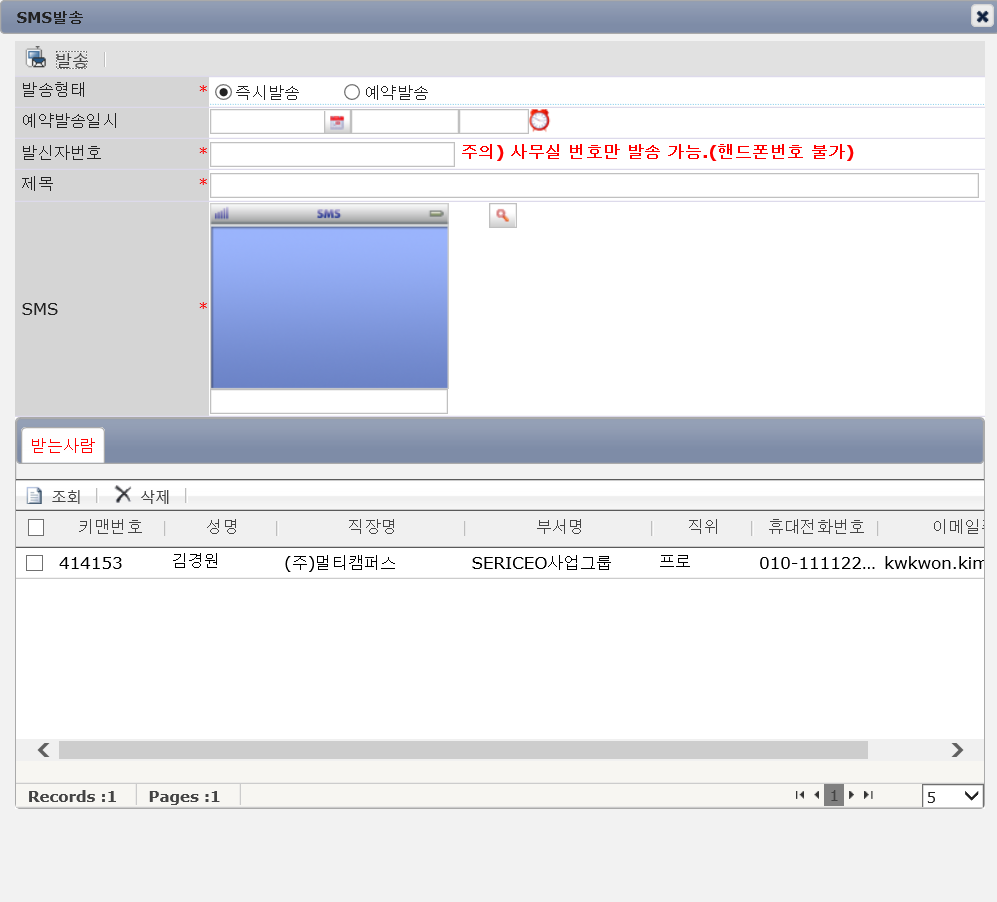 SMS발송
발송
발송형태 * 즉시발송 예약발송
예약발송일시
발신자번호 * 주의) 사무실 번호만 발송 가능.(핸드폰번호 불가)
제목 *
SMS
SMS *
받는사람
조회 삭제
키맨번호 성명 직장명 부서명 직위 휴대전화번호 이메일
414153 김경원 (주)멀티캠퍼스 SERICEO사업그룹 프로 010-111122... kwkwon.kim
Records :1 Pages :1 1 5